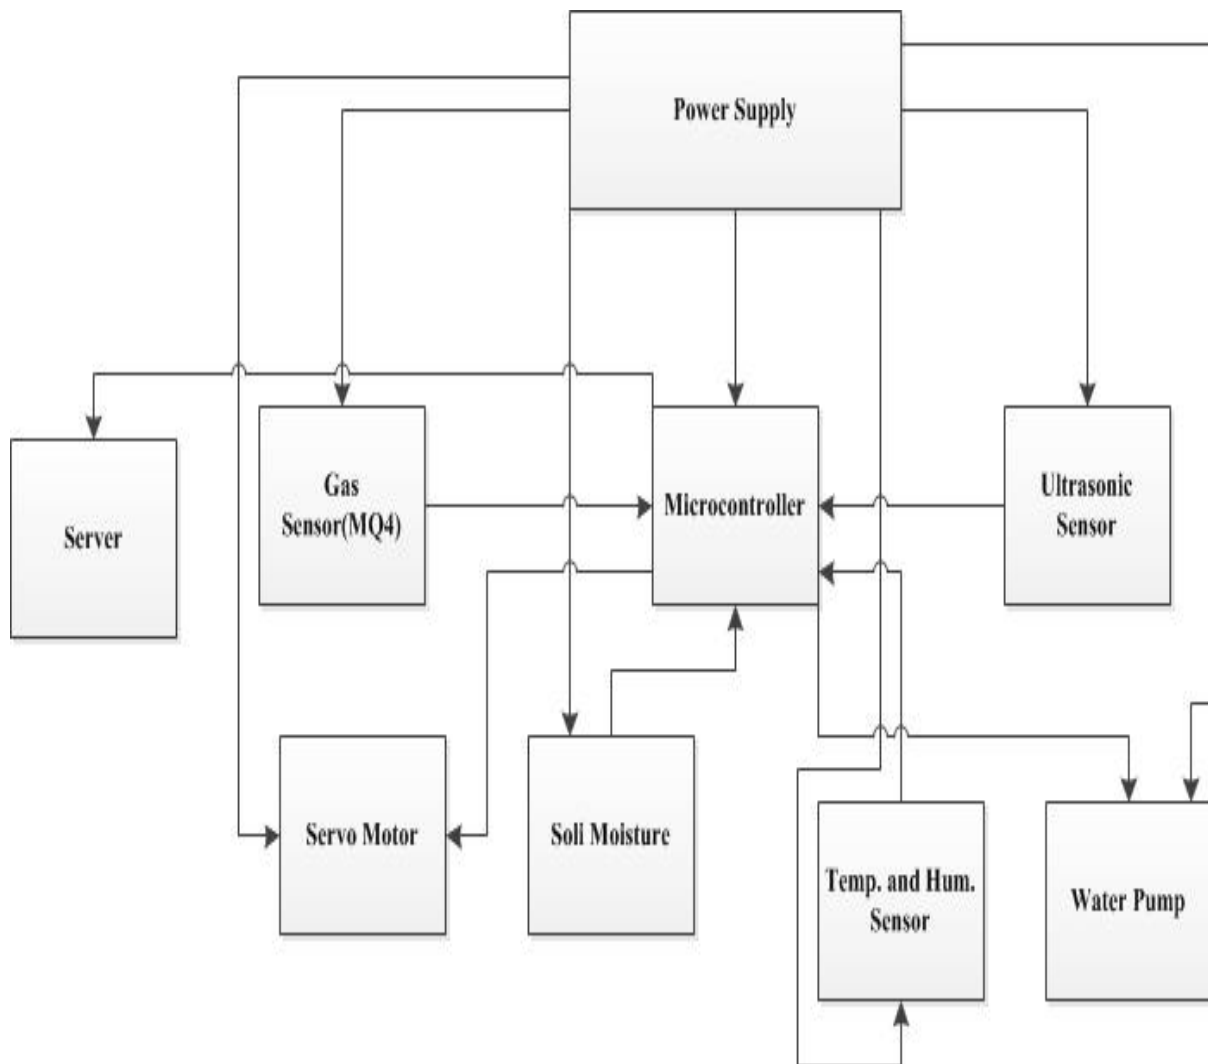 Power Supply
Gas
Sensor(MQ4)
Microcontroller
Ultrasonic
Sensor
Server
Servo Motor
Soli Moisture
Temp. and Hum.
Sensor
Water Pump